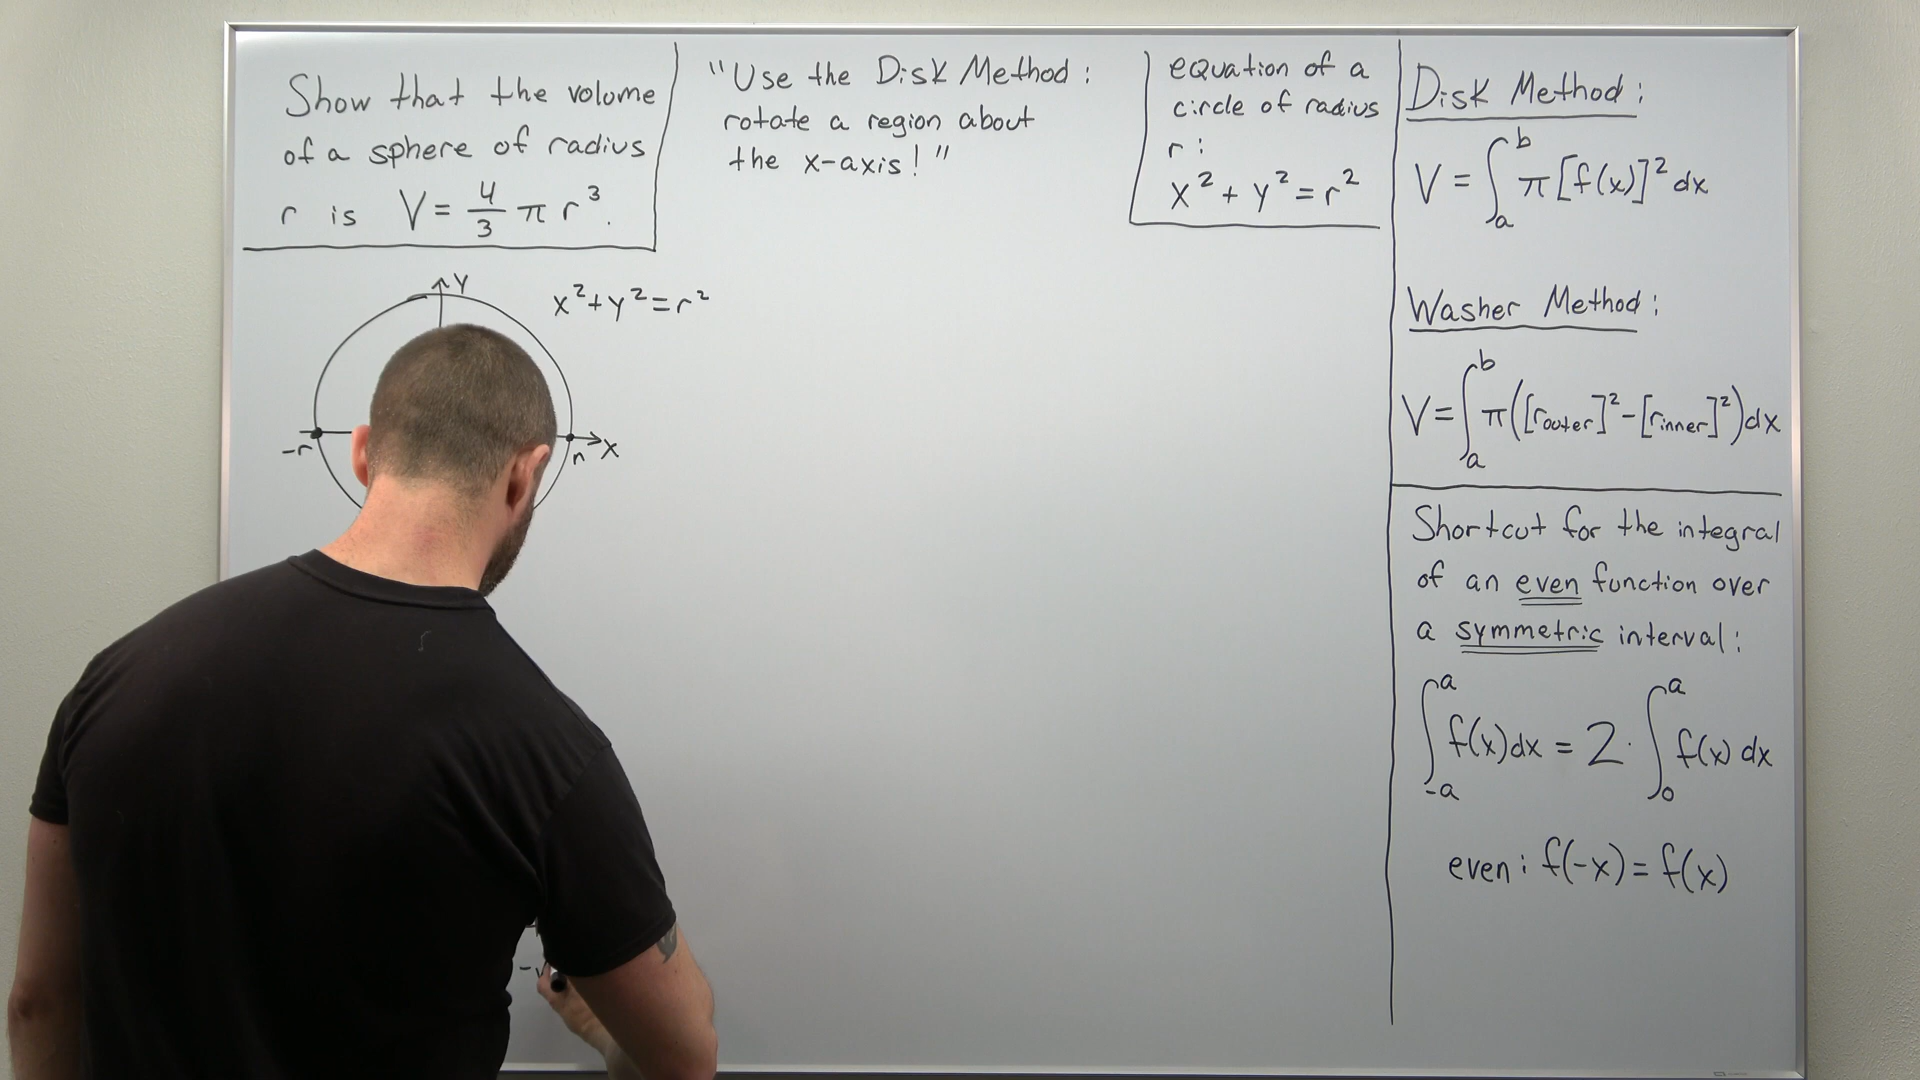 Show that the volume
of a sphere of radius
r is V = 4/3 π r³.
"Use the Disk Method:
rotate a region about
the x-axis!"
equation of a
circle of radius
r:
x² + y² = r²
Y
x² + y² = r²
-r
r
X
Disk Method:
V = ∫_a^b π [f(x)]² dx
Washer Method:
V = ∫_a^b π ([r_outer]² - [r_inner]²) dx
Shortcut for the integral
of an even function over
a symmetric interval:
∫_-a^a f(x) dx = 2 · ∫_0^a f(x) dx
even: f(-x) = f(x)